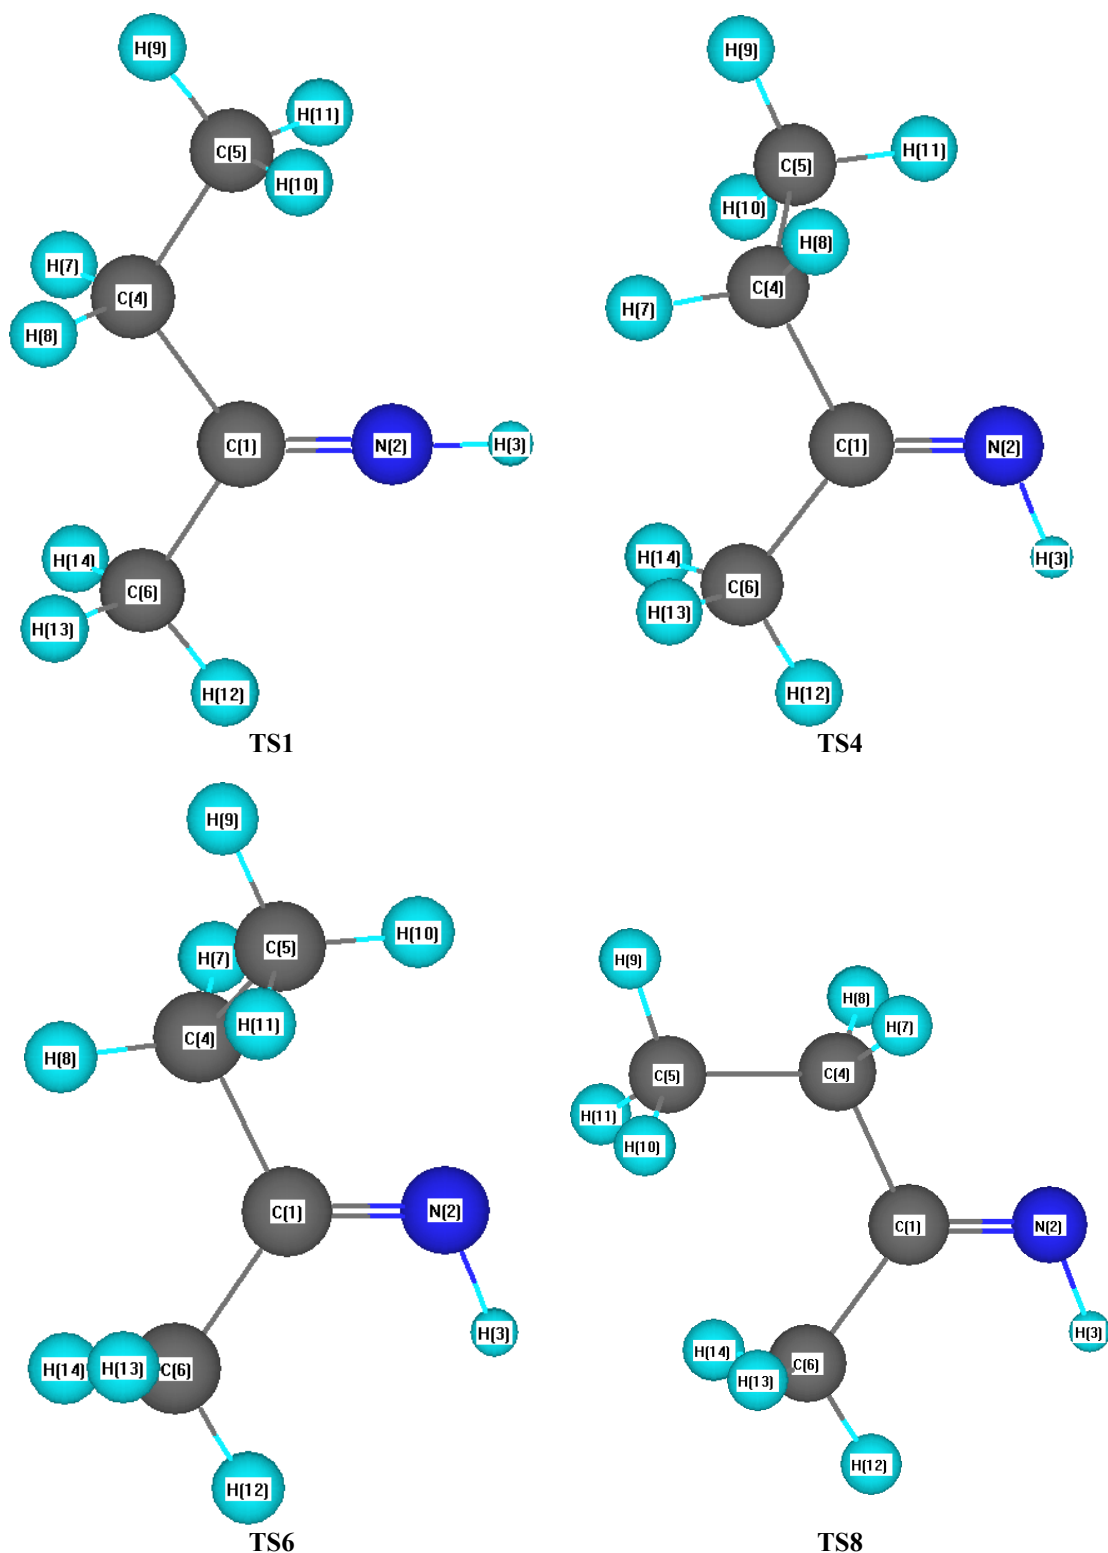 H(9)
H(11)
C(5)
H(10)
H(7)
C(4)
H(8)
C(1)
N(2)
H(3)
H(14)
C(6)
H(13)
H(12)
TS1
H(9)
H(11)
C(5)
H(10)
H(8)
C(4)
H(7)
C(1)
N(2)
H(3)
H(14)
C(6)
H(13)
H(12)
TS4
H(9)
H(10)
C(5)
H(7)
H(11)
C(4)
H(8)
C(1)
N(2)
H(3)
H(14)
H(13)
C(6)
H(12)
TS6
H(9)
H(8)
H(7)
C(5)
C(4)
H(11)
H(10)
C(1)
N(2)
H(3)
H(14)
C(6)
H(13)
H(12)
TS8